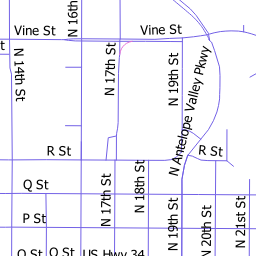 Vine St
Vine St
N 16th
N 14th St
N 17th St
N 19th St
N Antelope Valley Pkwy
R St
R St
Q St
P St
N 17th St
N 18th St
N 19th St
N 20th St
N 21st St
O St
O St
US Hwy 34